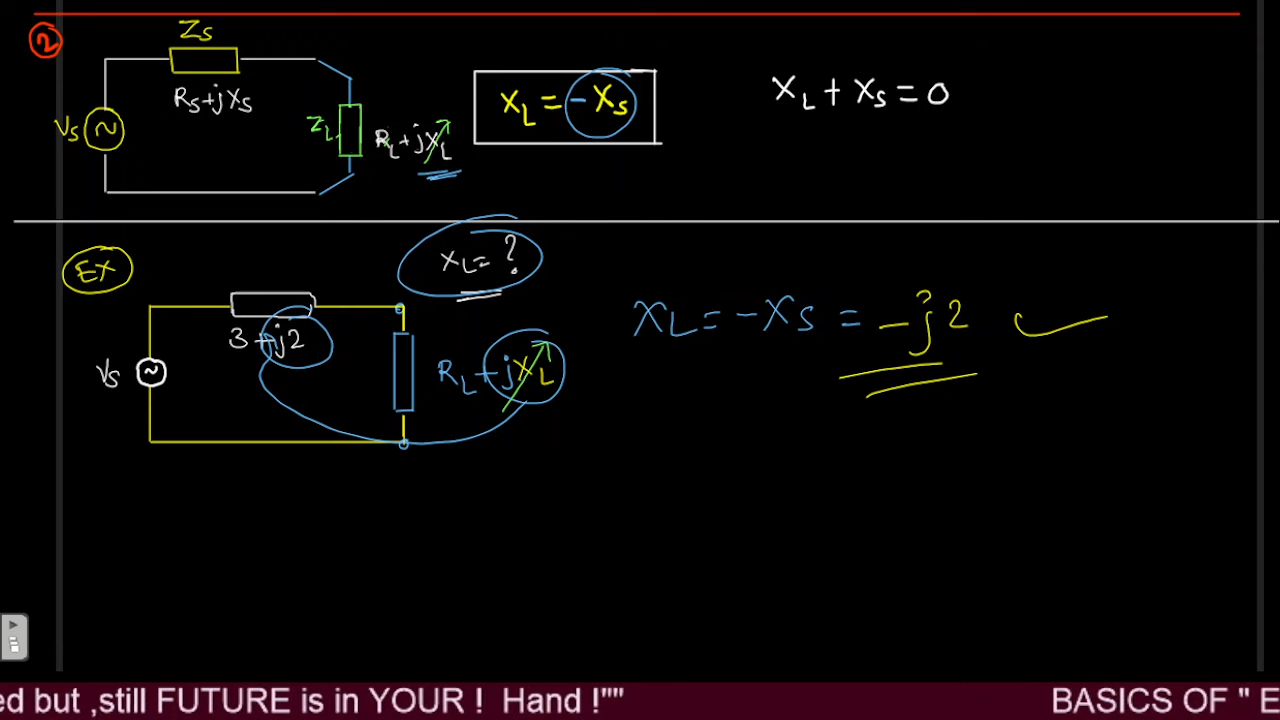 2
Zs
Rs+jXs
Vs
~
ZL
RL+jXL
XL = -Xs
XL + Xs = 0
EX
XL = ?
3+j2
Vs
~
RL+jXL
XL = -Xs = -j2
ed but ,still FUTURE is in YOUR ! Hand !""
BASICS OF " E